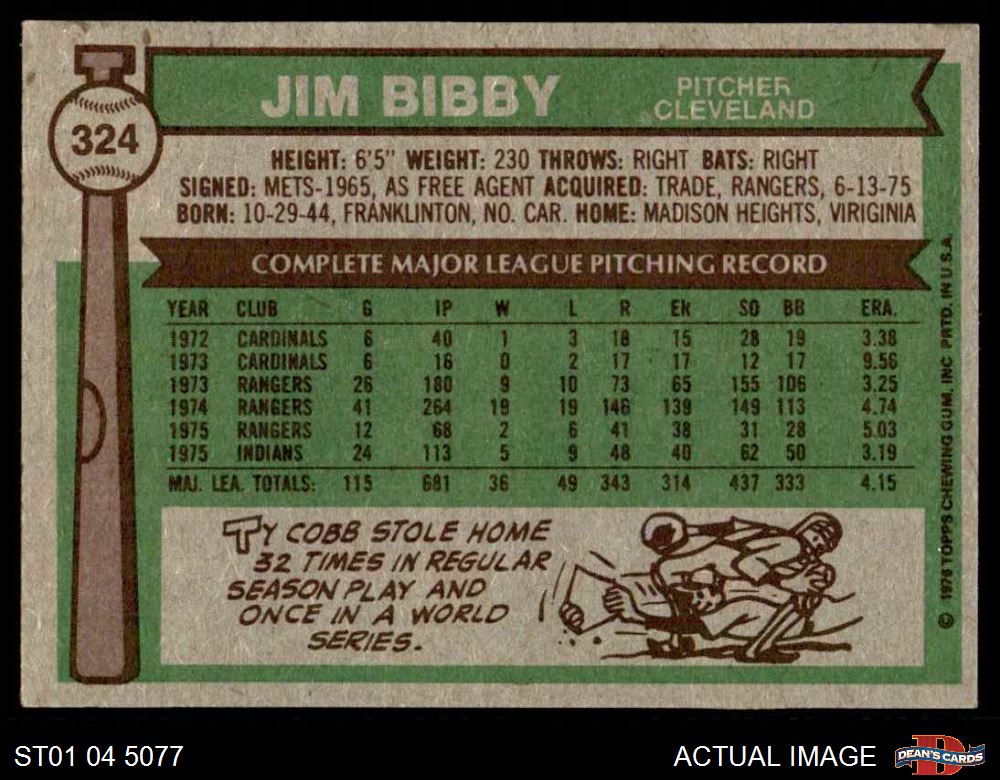 324
JIM BIBBY
PITCHER
CLEVELAND
HEIGHT: 6'5" WEIGHT: 230 THROWS: RIGHT BATS: RIGHT
SIGNED: METS-1965, AS FREE AGENT ACQUIRED: TRADE, RANGERS, 6-13-75
BORN: 10-29-44, FRANKLINTON, NO. CAR. HOME: MADISON HEIGHTS, VIRIGINIA
COMPLETE MAJOR LEAGUE PITCHING RECORD
YEAR CLUB G IP W L R ER SO BB ERA.
1972 CARDINALS 6 40 1 3 18 15 28 19 3.38
1973 CARDINALS 6 16 0 2 17 17 12 17 9.56
1973 RANGERS 26 180 9 10 73 65 155 106 3.25
1974 RANGERS 41 264 19 19 146 139 149 113 4.74
1975 RANGERS 12 68 2 6 41 38 31 28 5.03
1975 INDIANS 24 113 5 9 48 40 62 50 3.19
MAJ. LEA. TOTALS: 115 681 36 49 343 314 437 333 4.15
TY COBB STOLE HOME
32 TIMES IN REGULAR
SEASON PLAY AND
ONCE IN A WORLD
SERIES.
© 1976 TOPPS CHEWING GUM, INC PRTD. IN U.S.A.
ST01 04 5077
ACTUAL IMAGE
D
DEAN'S CARDS